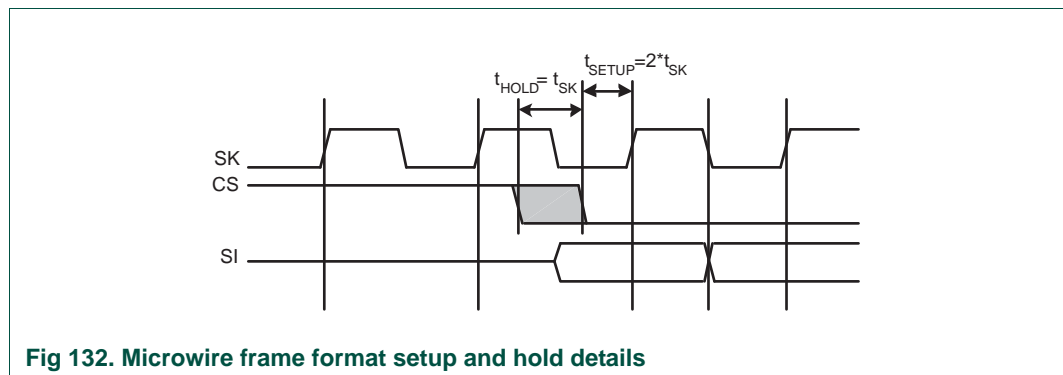 tHOLD= tSK
tSETUP=2*tSK
SK
CS
SI
Fig 132. Microwire frame format setup and hold details